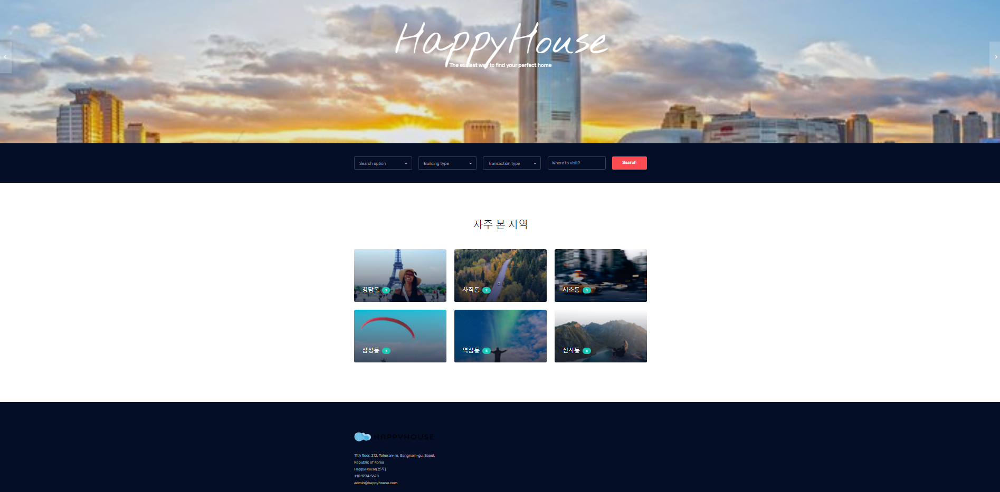 HappyHouse
The easiest way to find your perfect home
Search option
Building type
Transaction type
Where to visit?
Search
자주 본 지역
청담동 1
사직동 2
서초동 3
삼성동 4
역삼동 5
신사동 6
HAPPYHOUSE
11th floor, 212, Teheran-ro, Gangnam-gu, Seoul,
Republic of Korea
HappyHouse(본사)
+10 1234 5678
admin@happyhouse.com